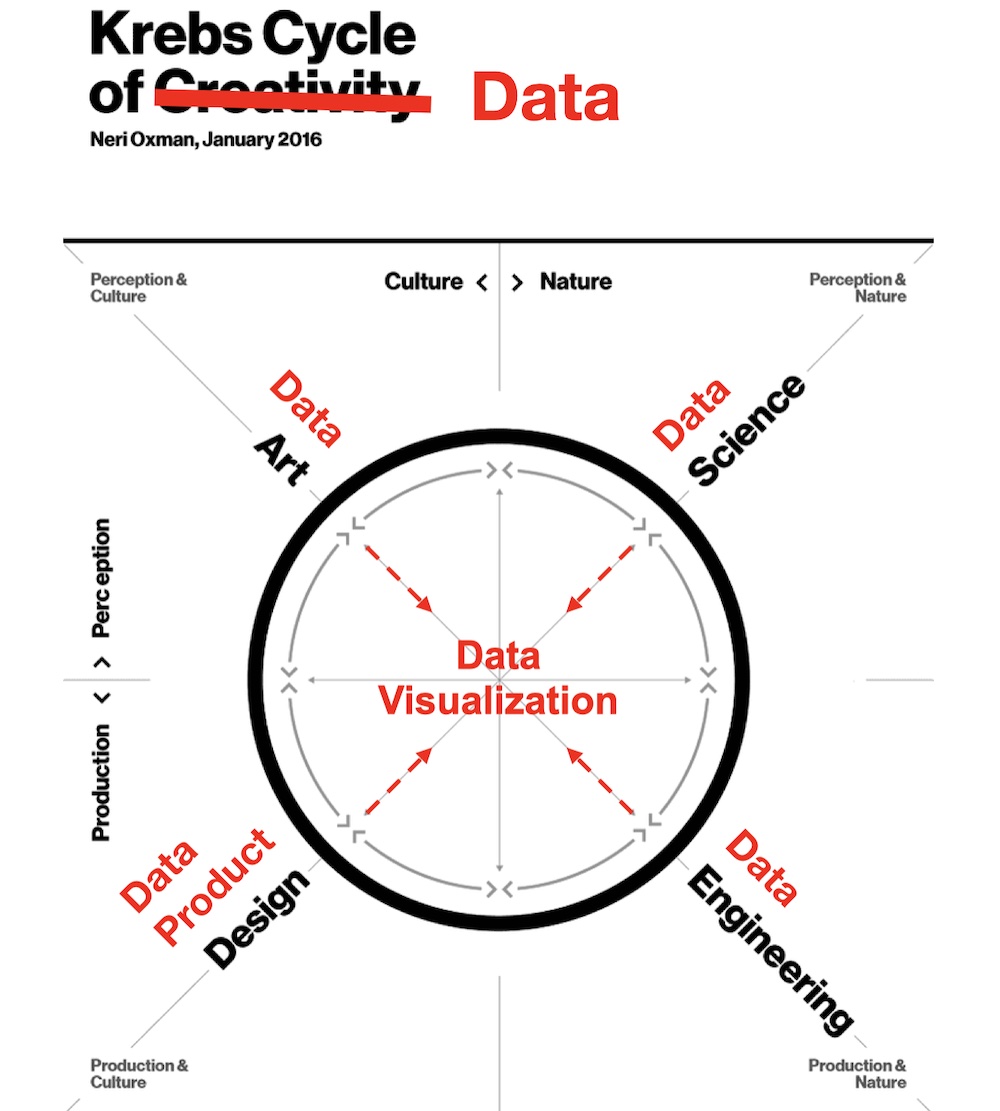 Krebs Cycle
of Creativity Data
Neri Oxman, January 2016
Perception &
Culture
Culture < > Nature
Perception &
Nature
Data
Art
Data
Science
Production < > Perception
Data
Visualization
Data
Product
Design
Data
Engineering
Production &
Culture
Production &
Nature